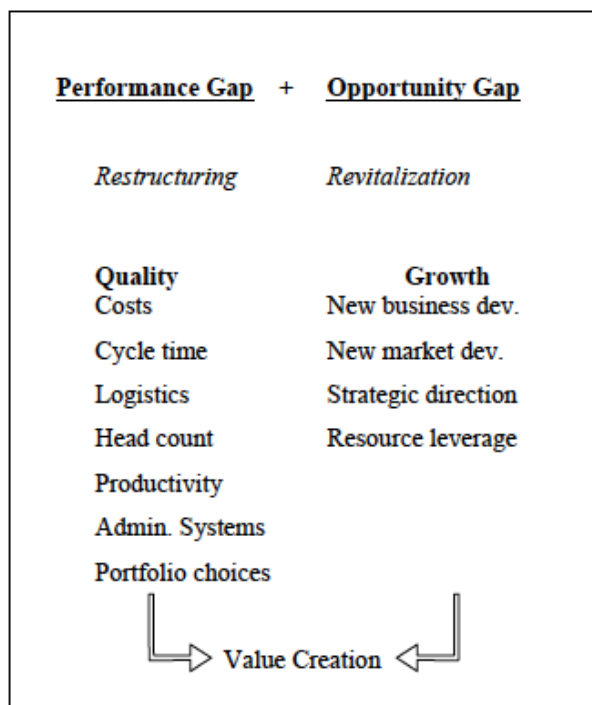 Performance Gap + Opportunity Gap
Restructuring Revitalization
Quality Growth
Costs New business dev.
Cycle time New market dev.
Logistics Strategic direction
Head count Resource leverage
Productivity
Admin. Systems
Portfolio choices
Value Creation